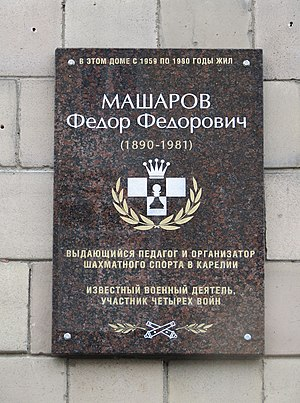 В ЭТОМ ДОМЕ С 1959 ПО 1980 ГОДЫ ЖИЛ
МАШАРОВ
Федор Федорович
(1890-1981)
ВЫДАЮЩИЙСЯ ПЕДАГОГ И ОРГАНИЗАТОР
ШАХМАТНОГО СПОРТА В КАРЕЛИИ
ИЗВЕСТНЫЙ ВОЕННЫЙ ДЕЯТЕЛЬ,
УЧАСТНИК ЧЕТЫРЕХ ВОЙН